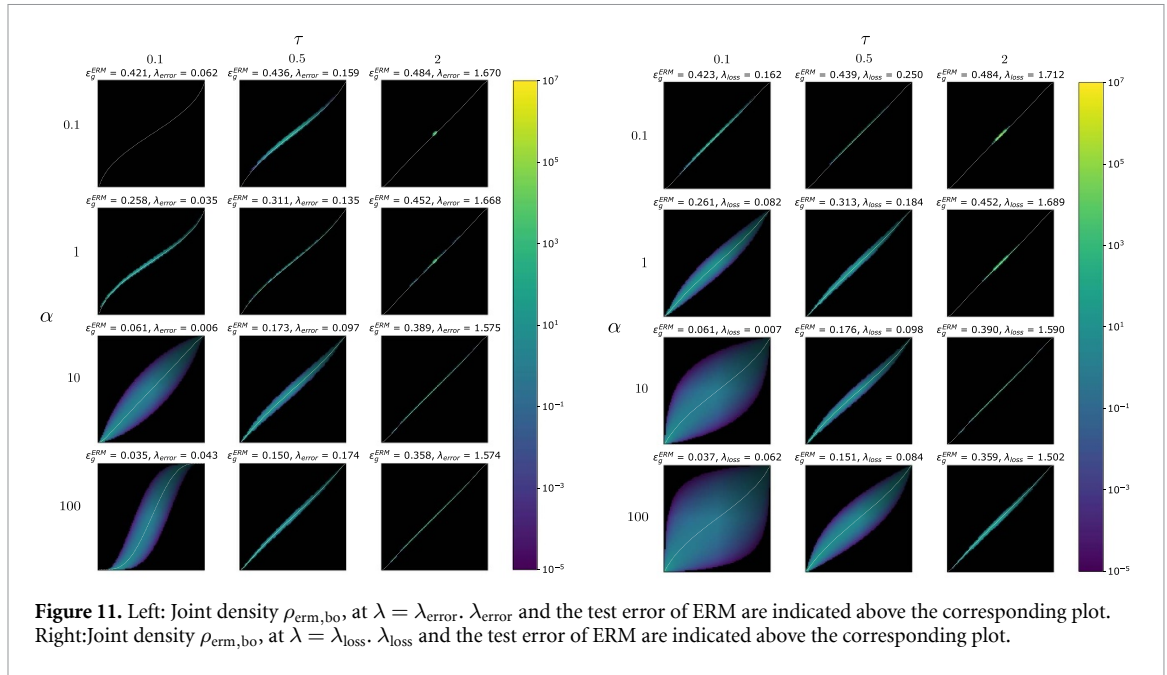 τ
0.1 0.5 2
ε_g^ERM = 0.421, λ_error = 0.062 ε_g^ERM = 0.436, λ_error = 0.159 ε_g^ERM = 0.484, λ_error = 1.670
0.1
ε_g^ERM = 0.258, λ_error = 0.035 ε_g^ERM = 0.311, λ_error = 0.135 ε_g^ERM = 0.452, λ_error = 1.668
1
α
ε_g^ERM = 0.061, λ_error = 0.006 ε_g^ERM = 0.173, λ_error = 0.097 ε_g^ERM = 0.389, λ_error = 1.575
10
ε_g^ERM = 0.035, λ_error = 0.043 ε_g^ERM = 0.150, λ_error = 0.174 ε_g^ERM = 0.358, λ_error = 1.574
100
10^7
10^5
10^3
10^1
10^-1
10^-3
10^-5
τ
0.1 0.5 2
ε_g^ERM = 0.423, λ_loss = 0.162 ε_g^ERM = 0.439, λ_loss = 0.250 ε_g^ERM = 0.484, λ_loss = 1.712
0.1
ε_g^ERM = 0.261, λ_loss = 0.082 ε_g^ERM = 0.313, λ_loss = 0.184 ε_g^ERM = 0.452, λ_loss = 1.689
1
α
ε_g^ERM = 0.061, λ_loss = 0.007 ε_g^ERM = 0.176, λ_loss = 0.098 ε_g^ERM = 0.390, λ_loss = 1.590
10
ε_g^ERM = 0.037, λ_loss = 0.062 ε_g^ERM = 0.151, λ_loss = 0.084 ε_g^ERM = 0.359, λ_loss = 1.502
100
10^7
10^5
10^3
10^1
10^-1
10^-3
10^-5
Figure 11. Left: Joint density ρ_erm,bo, at λ = λ_error. λ_error and the test error of ERM are indicated above the corresponding plot.
Right:Joint density ρ_erm,bo, at λ = λ_loss. λ_loss and the test error of ERM are indicated above the corresponding plot.